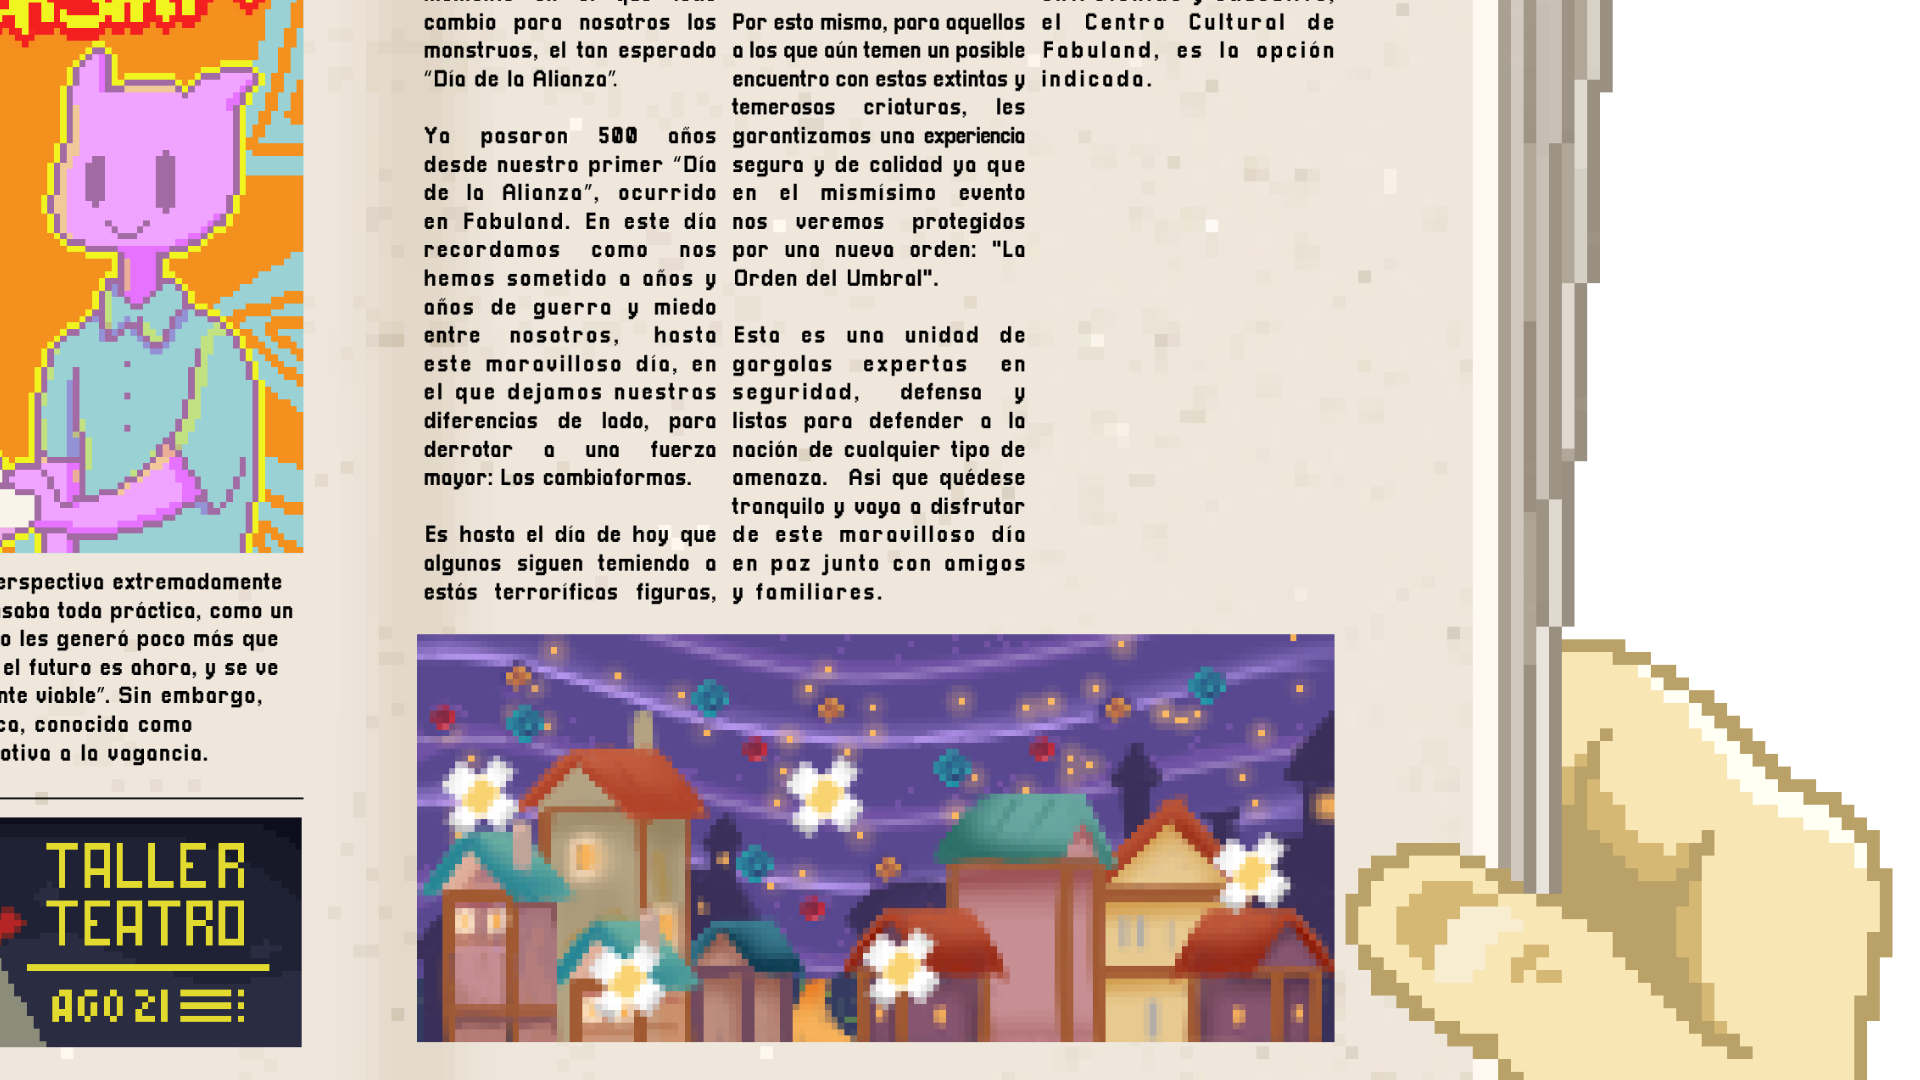 cambio para nosotros los
monstruos, el tan esperado
“Día de la Alianza”.
Ya pasaron 500 años
desde nuestro primer “Día
de la Alianza”, ocurrido
en Fabuland. En este día
recordamos como nos
hemos sometido a años y
años de guerra y miedo
entre nosotros, hasta
este maravilloso día, en
el que dejamos nuestras
diferencias de lado, para
derrotar a una fuerza
mayor: Los cambiaformas.
Es hasta el día de hoy que
algunos siguen temiendo a
estás terroríficas figuras,
Por esto mismo, para aquellos
a los que aún temen un posible
encuentro con estas extintas y
temerosas criaturas, les
garantizamos una experiencia
segura y de calidad ya que
en el mismísimo evento
nos veremos protegidos
por una nueva orden: "La
Orden del Umbral".
Esta es una unidad de
gargolas expertas en
seguridad, defensa y
listas para defender a la
nación de cualquier tipo de
amenaza. Asi que quédese
tranquilo y vaya a disfrutar
de este maravilloso día
en paz junto con amigos
y familiares.
el Centro Cultural de
Fabuland, es la opción
indicada.
erspectiva extremadamente
saba toda práctica, como un
o les generó poco más que
el futuro es ahora, y se ve
nte viable”. Sin embargo,
ca, conocida como
otiva a la vagancia.
TALLER
TEATRO
AGO 21